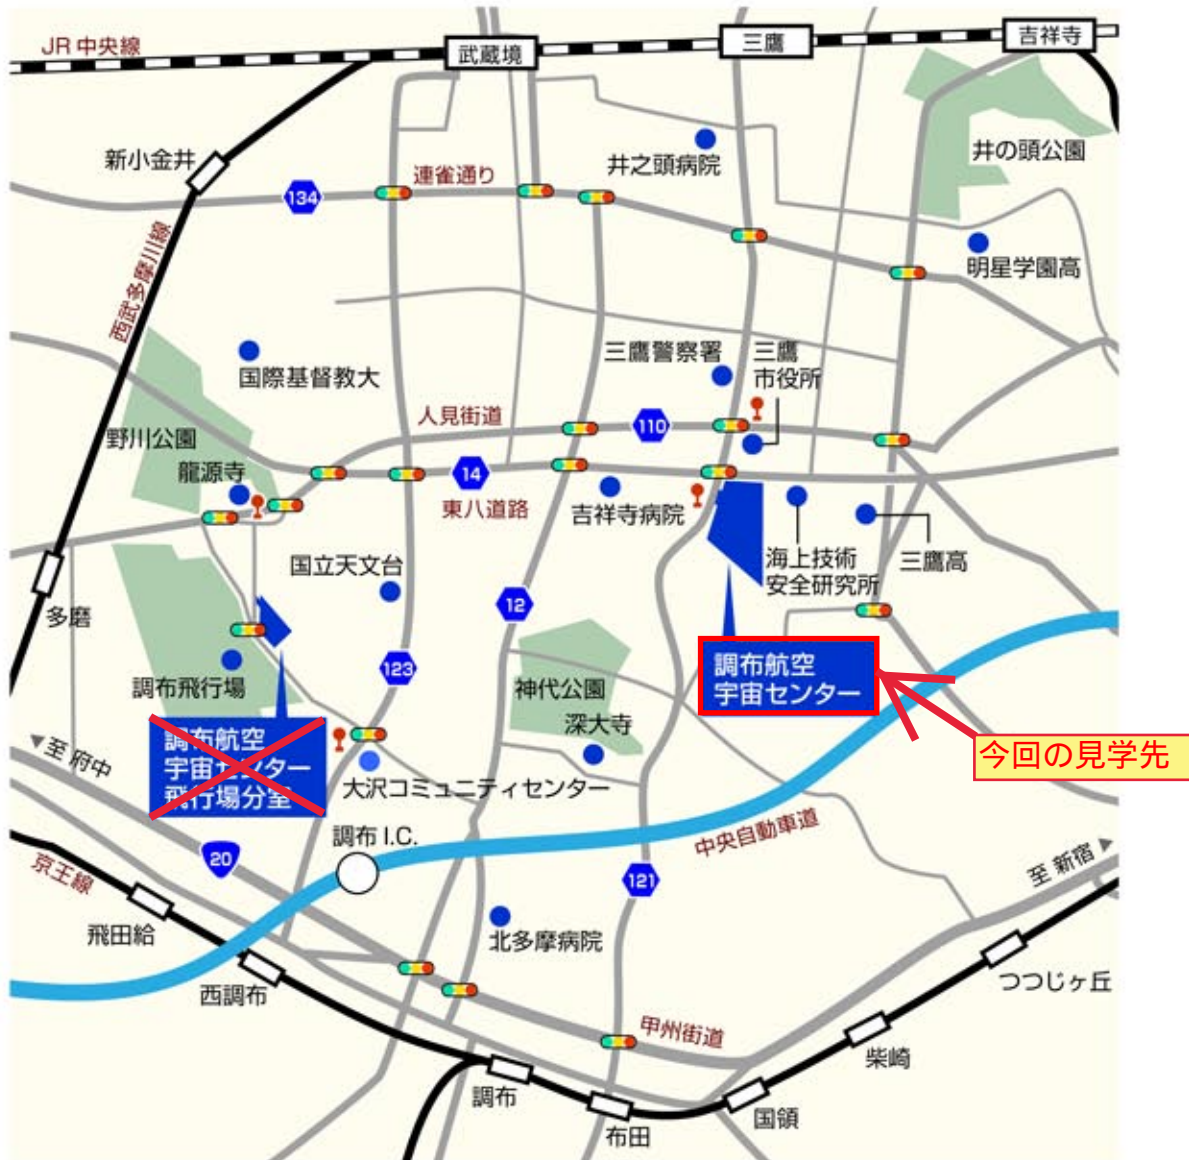 JR 中央線
武蔵境
三鷹
吉祥寺
新小金井
井之頭病院
井の頭公園
連雀通り
134
西武多摩川線
明星学園高
国際基督教大
三鷹警察署
三鷹
市役所
人見街道
110
野川公園
龍源寺
14
東八道路
吉祥寺病院
海上技術
安全研究所
三鷹高
国立天文台
多磨
12
123
調布飛行場
神代公園
深大寺
調布航空
宇宙センター
今回の見学先
調布航空
宇宙センター
飛行場分室
至 府中
大沢コミュニティセンター
調布 I.C.
中央自動車道
20
京王線
121
至 新宿
飛田給
北多摩病院
西調布
つつじヶ丘
甲州街道
柴崎
調布
国領
布田